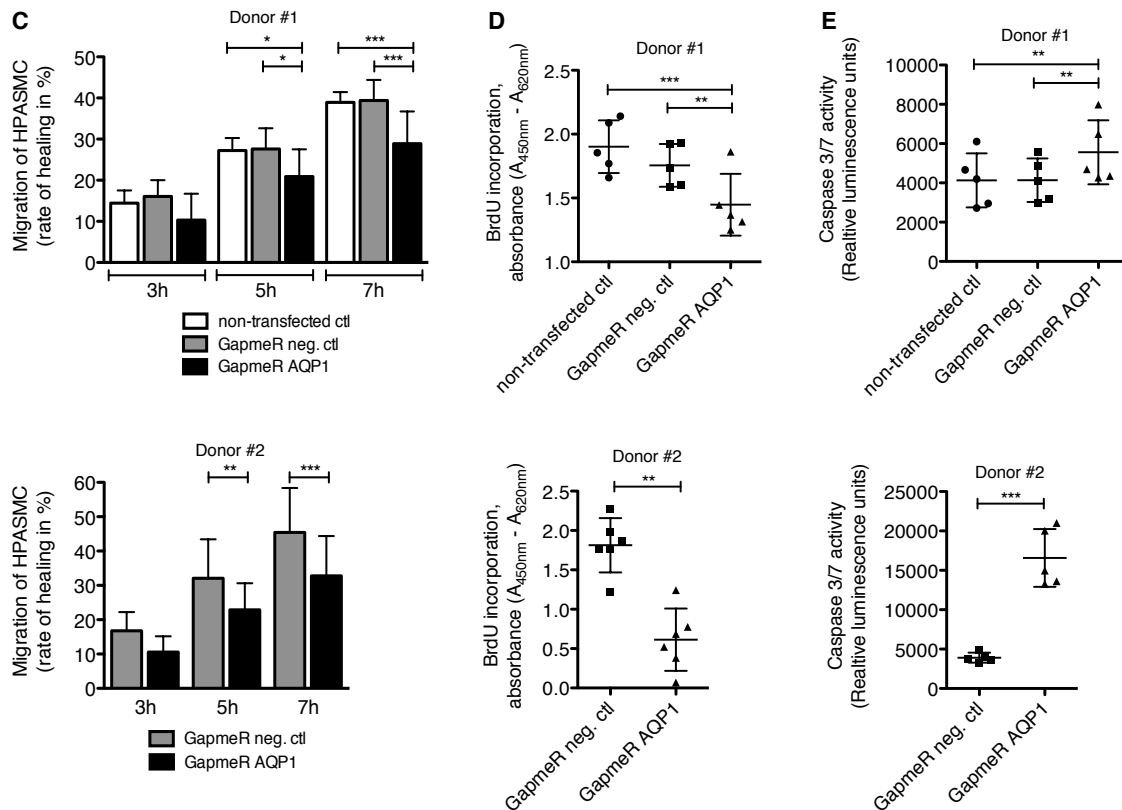 C
Donor #1
Migration of HPASMC
(rate of healing in %)
50
40
30
20
10
0
*
*
***
***
3h
5h
7h
non-transfected ctl
GapmeR neg. ctl
GapmeR AQP1
Donor #2
Migration of HPASMC
(rate of healing in %)
60
50
40
30
20
10
0
**
***
3h
5h
7h
GapmeR neg. ctl
GapmeR AQP1
D
Donor #1
BrdU incorporation,
absorbance (A450nm - A620nm)
2.5
2.0
1.5
1.0
***
**
non-transfected ctl
GapmeR neg. ctl
GapmeR AQP1
Donor #2
BrdU incorporation,
absorbance (A450nm - A620nm)
2.5
2.0
1.5
1.0
0.5
0.0
**
GapmeR neg. ctl
GapmeR AQP1
E
Donor #1
Caspase 3/7 activity
(Realtive luminescence units)
10000
8000
6000
4000
2000
0
**
**
non-transfected ctl
GapmeR neg. ctl
GapmeR AQP1
Donor #2
Caspase 3/7 activity
(Realtive luminescence units)
25000
20000
15000
10000
5000
0
***
GapmeR neg. ctl
GapmeR AQP1